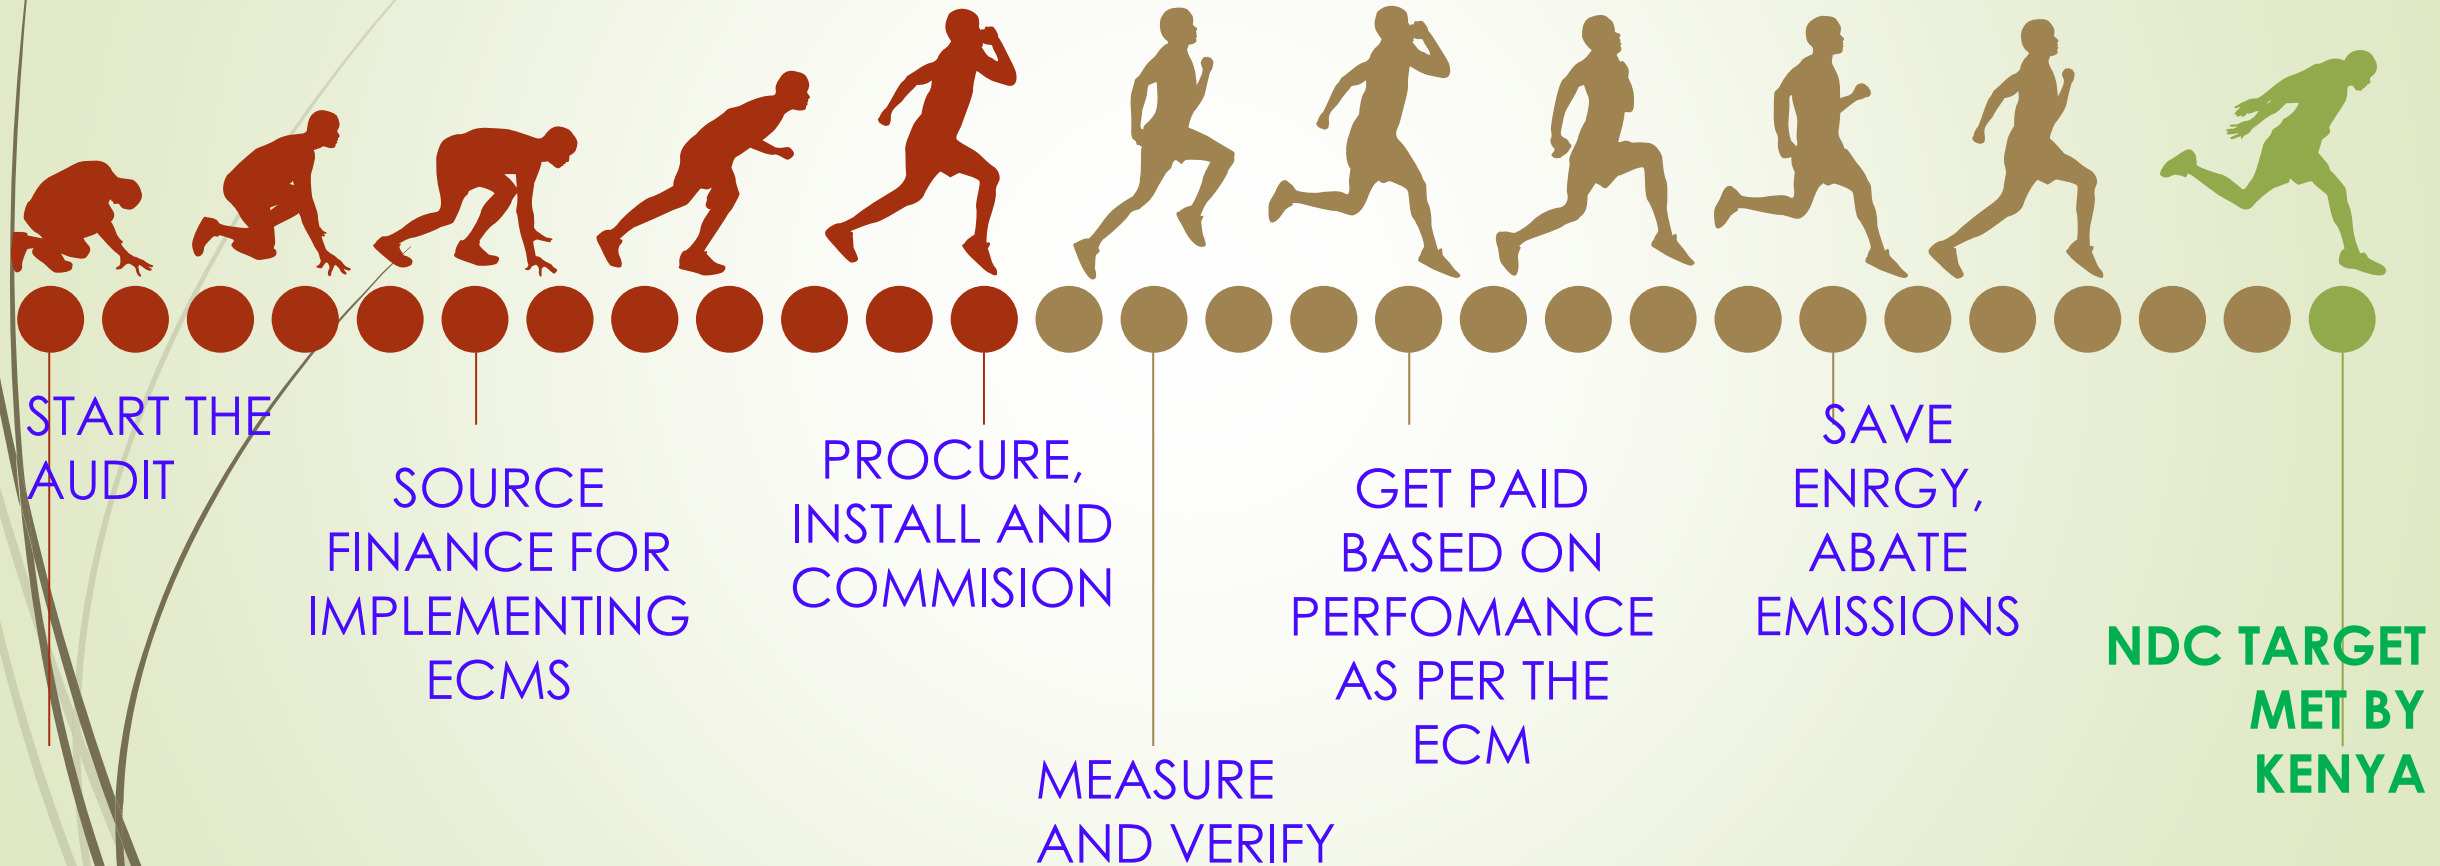 START THE
AUDIT
SOURCE
FINANCE FOR
IMPLEMENTING
ECMS
PROCURE,
INSTALL AND
COMMISION
MEASURE
AND VERIFY
GET PAID
BASED ON
PERFOMANCE
AS PER THE
ECM
SAVE
ENRGY,
ABATE
EMISSIONS
NDC TARGET
MET BY
KENYA